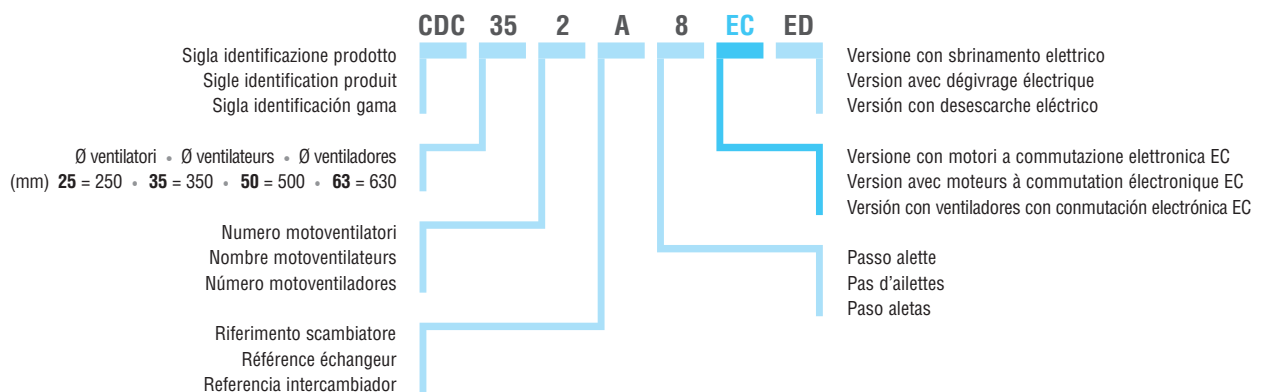 CDC 35 2 A 8 EC ED
Sigla identificazione prodotto
Sigle identification produit
Sigla identificación gama
Versione con sbrinamento elettrico
Version avec dégivrage électrique
Versión con desescarche eléctrico
Ø ventilatori • Ø ventilateurs • Ø ventiladores
(mm) 25 = 250 • 35 = 350 • 50 = 500 • 63 = 630
Versione con motori a commutazione elettronica EC
Version avec moteurs à commutation électronique EC
Versión con ventiladores con conmutación electrónica EC
Numero motoventilatori
Nombre motoventilateurs
Número motoventiladores
Passo alette
Pas d'ailettes
Paso aletas
Riferimento scambiatore
Référence échangeur
Referencia intercambiador